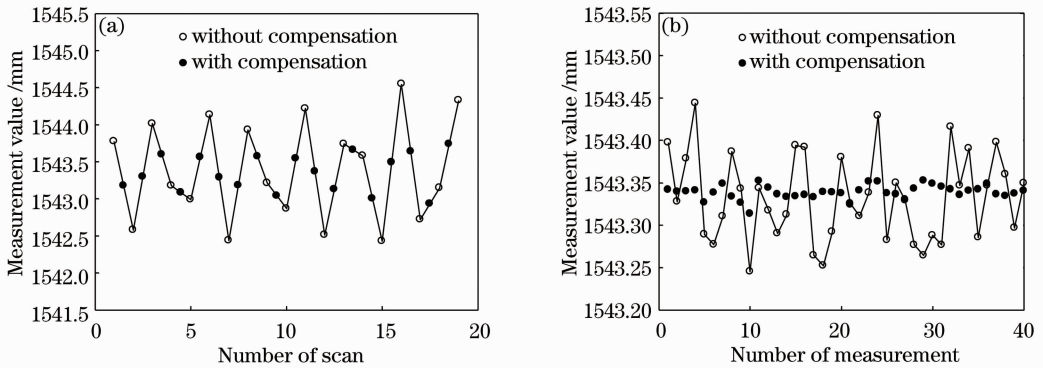 (a)
without compensation
with compensation
Measurement value /mm
1545.5
1545.0
1544.5
1544.0
1543.5
1543.0
1542.5
1542.0
1541.5
0 5 10 15 20
Number of scan
(b)
without compensation
with compensation
Measurement value /mm
1543.55
1543.50
1543.45
1543.40
1543.35
1543.30
1543.25
1543.20
0 10 20 30 40
Number of measurement